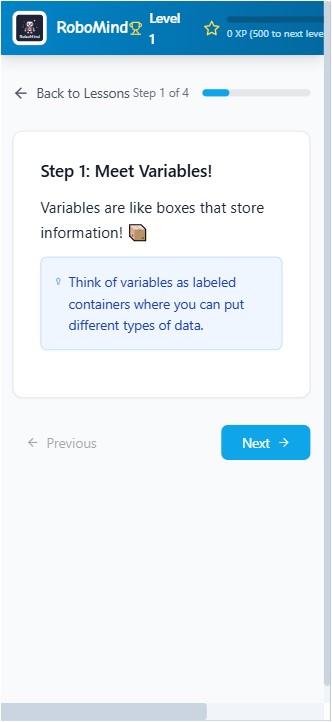 RoboMind
RoboMind
Level
1
0 XP (500 to next leve
Back to Lessons
Step 1 of 4
Step 1: Meet Variables!
Variables are like boxes that store
information!
Think of variables as labeled
containers where you can put
different types of data.
Previous
Next